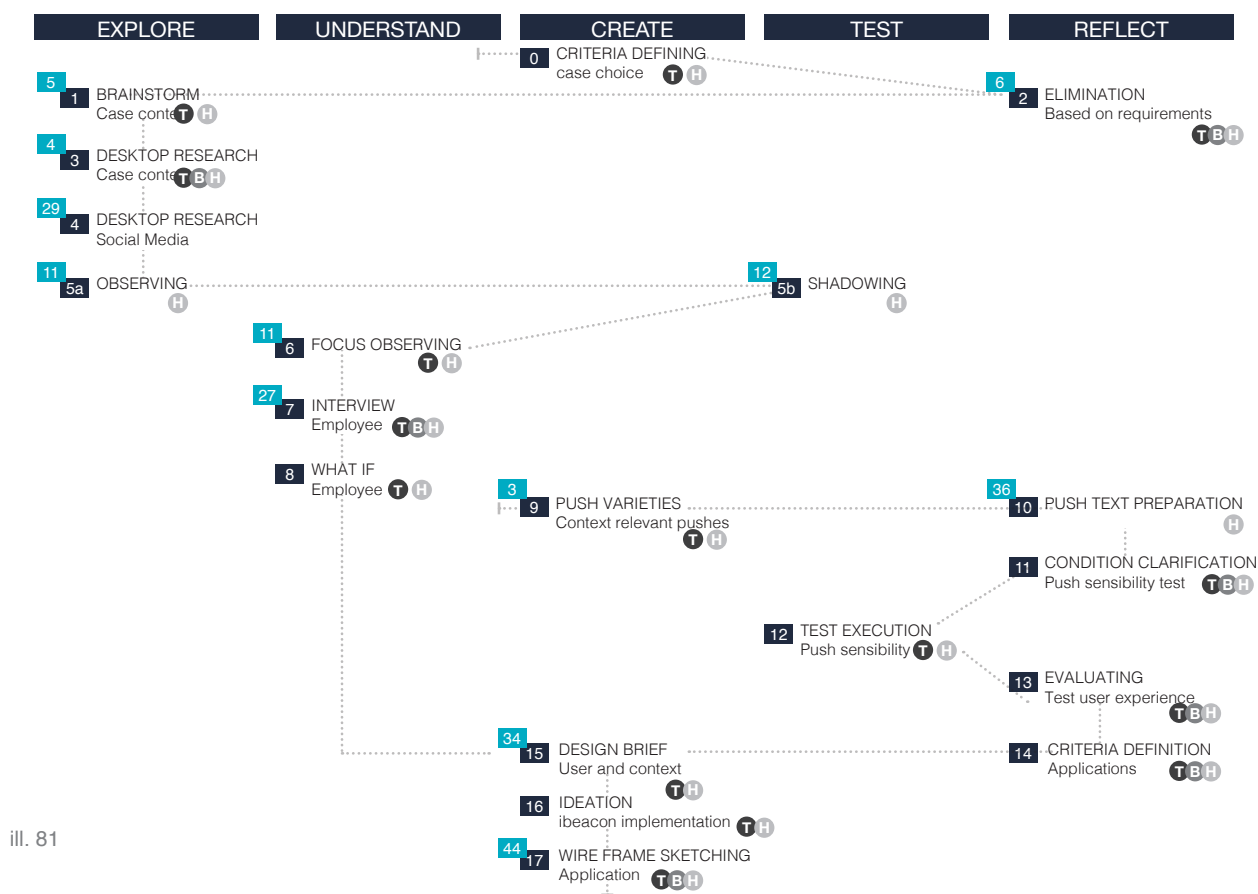 EXPLORE UNDERSTAND CREATE TEST REFLECT
0 CRITERIA DEFINING
case choice T H
5
1 BRAINSTORM
Case conte T H
6
2 ELIMINATION
Based on requirements
T B H
4
3 DESKTOP RESEARCH
Case conte T B H
29
4 DESKTOP RESEARCH
Social Media
11
5a OBSERVING
H
12
5b SHADOWING
H
11
6 FOCUS OBSERVING
T H
27
7 INTERVIEW
Employee T B H
8 WHAT IF
Employee T H
3
9 PUSH VARIETIES
Context relevant pushes
T H
36
10 PUSH TEXT PREPARATION
H
11 CONDITION CLARIFICATION
Push sensibility test T B H
12 TEST EXECUTION
Push sensibility T H
13 EVALUATING
Test user experience
T B H
34
15 DESIGN BRIEF
User and context
T H
14 CRITERIA DEFINITION
Applications T B H
16 IDEATION
ibeacon implementation T H
ill. 81
44
17 WIRE FRAME SKETCHING
Application T B H